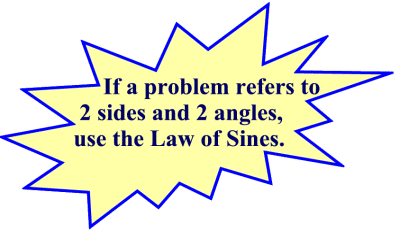 If a problem refers to
2 sides and 2 angles,
use the Law of Sines.